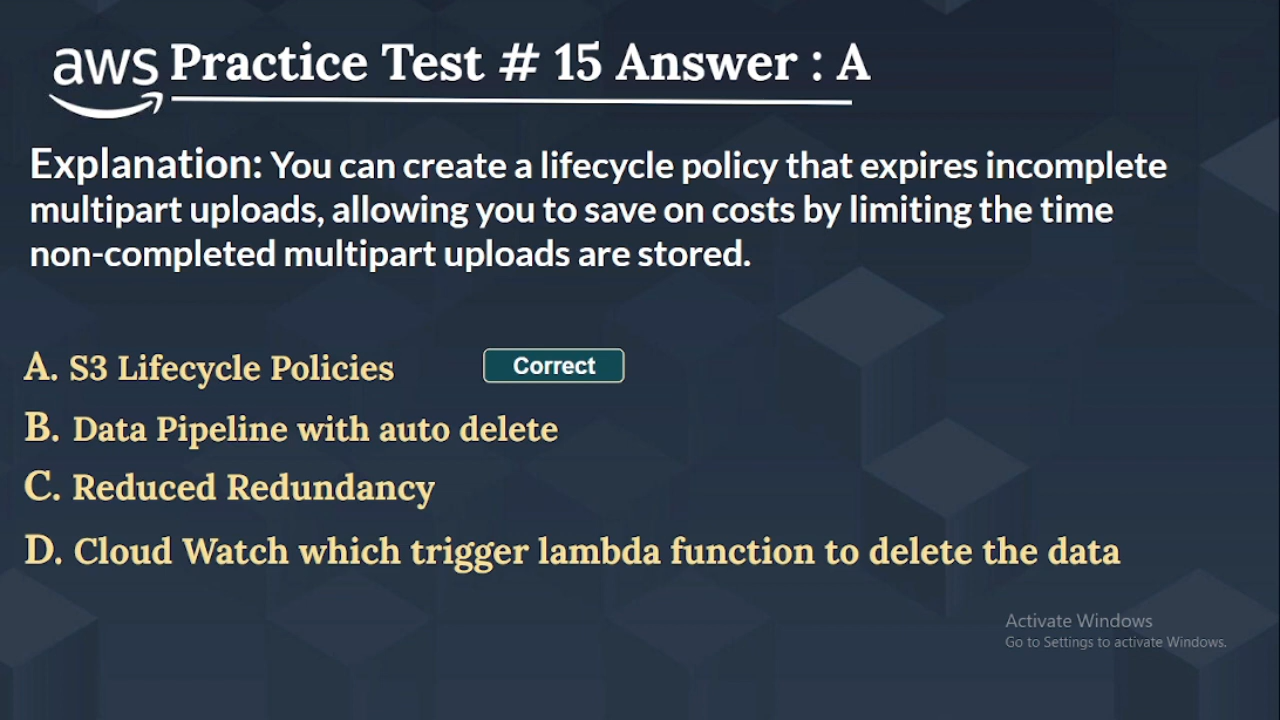 aws Practice Test # 15 Answer : A
Explanation: You can create a lifecycle policy that expires incomplete
multipart uploads, allowing you to save on costs by limiting the time
non-completed multipart uploads are stored.
A. S3 Lifecycle Policies Correct
B. Data Pipeline with auto delete
C. Reduced Redundancy
D. Cloud Watch which trigger lambda function to delete the data
Activate Windows
Go to Settings to activate Windows.